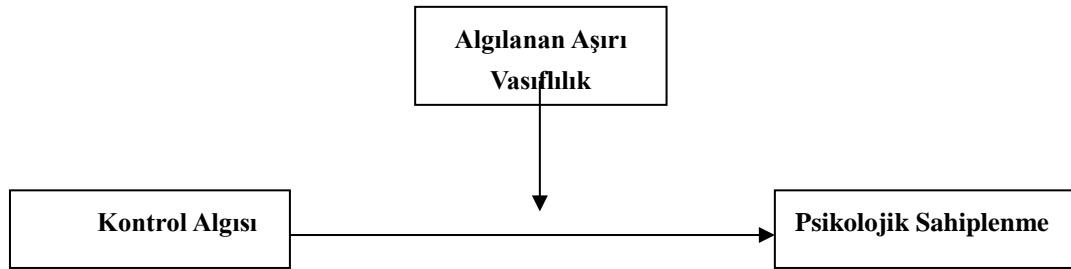 Algılanan Aşırı
Vasıflılık
Kontrol Algısı
Psikolojik Sahiplenme